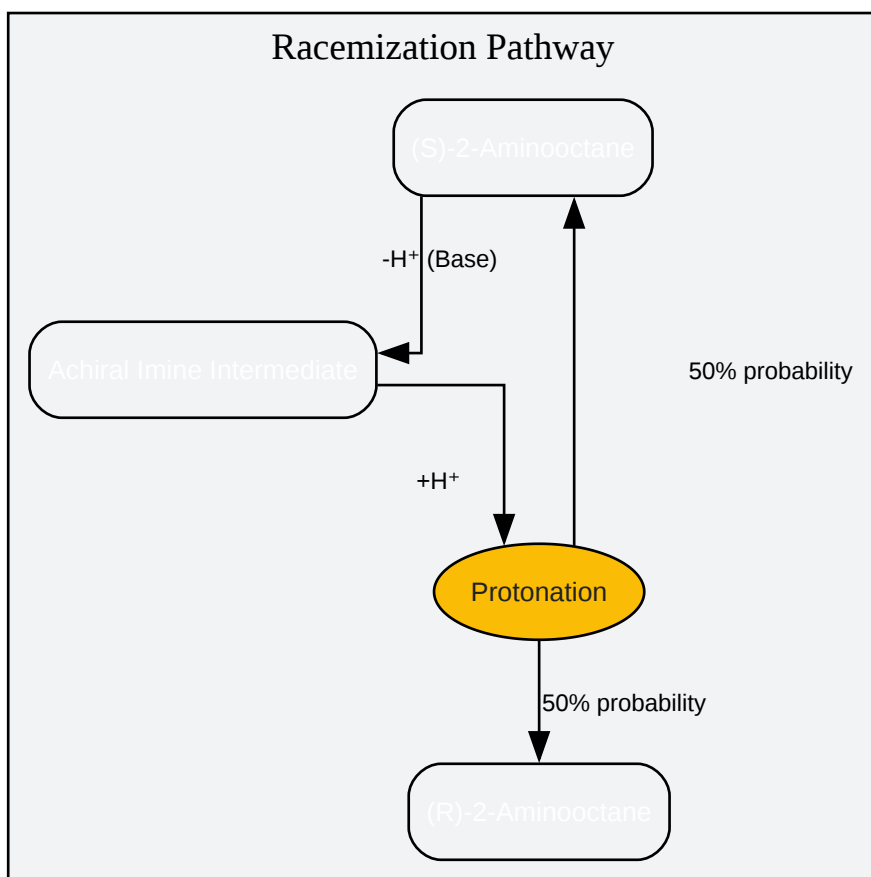 Racemization Pathway
(S)-2-Aminooctane
-H⁺ (Base)
Achiral Imine Intermediate
50% probability
+H⁺
Protonation
50% probability
(R)-2-Aminooctane